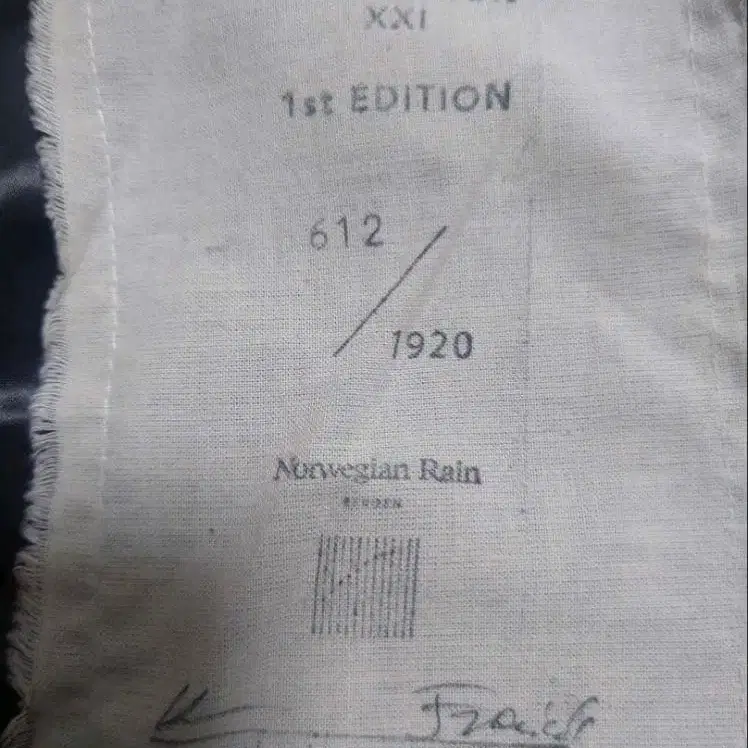 XXI
1st EDITION
612
1920
Norwegian Rain
BERGEN